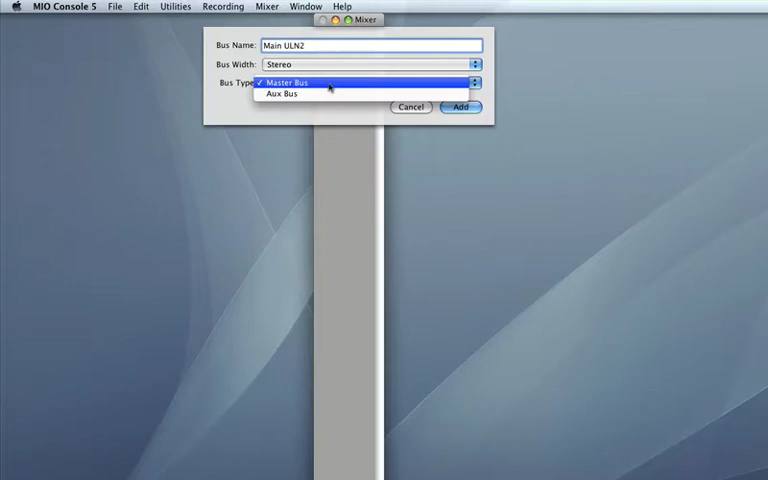 MIO Console 5 File Edit Utilities Recording Mixer Window Help
Mixer
Bus Name: Main ULN2
Bus Width: Stereo
Bus Type ✓ Master Bus
Aux Bus
Cancel Add